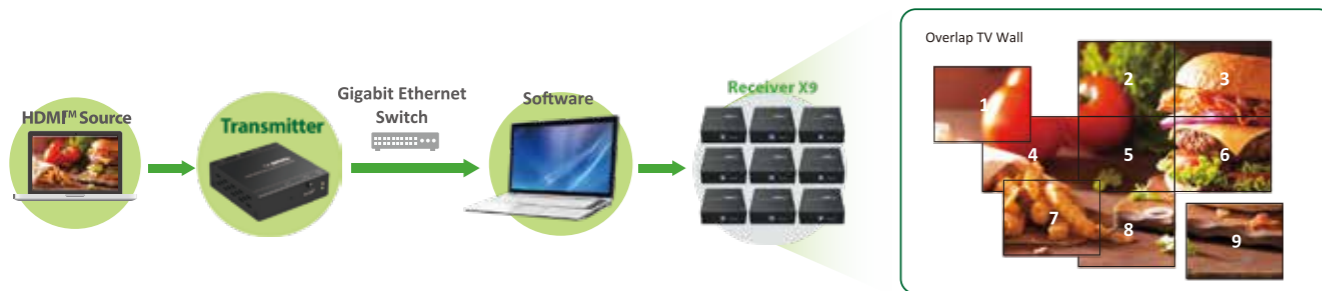 HDMI™ Source
Transmitter
Gigabit Ethernet
Switch
Software
Receiver X9
Overlap TV Wall
1
2
3
4
5
6
7
8
9